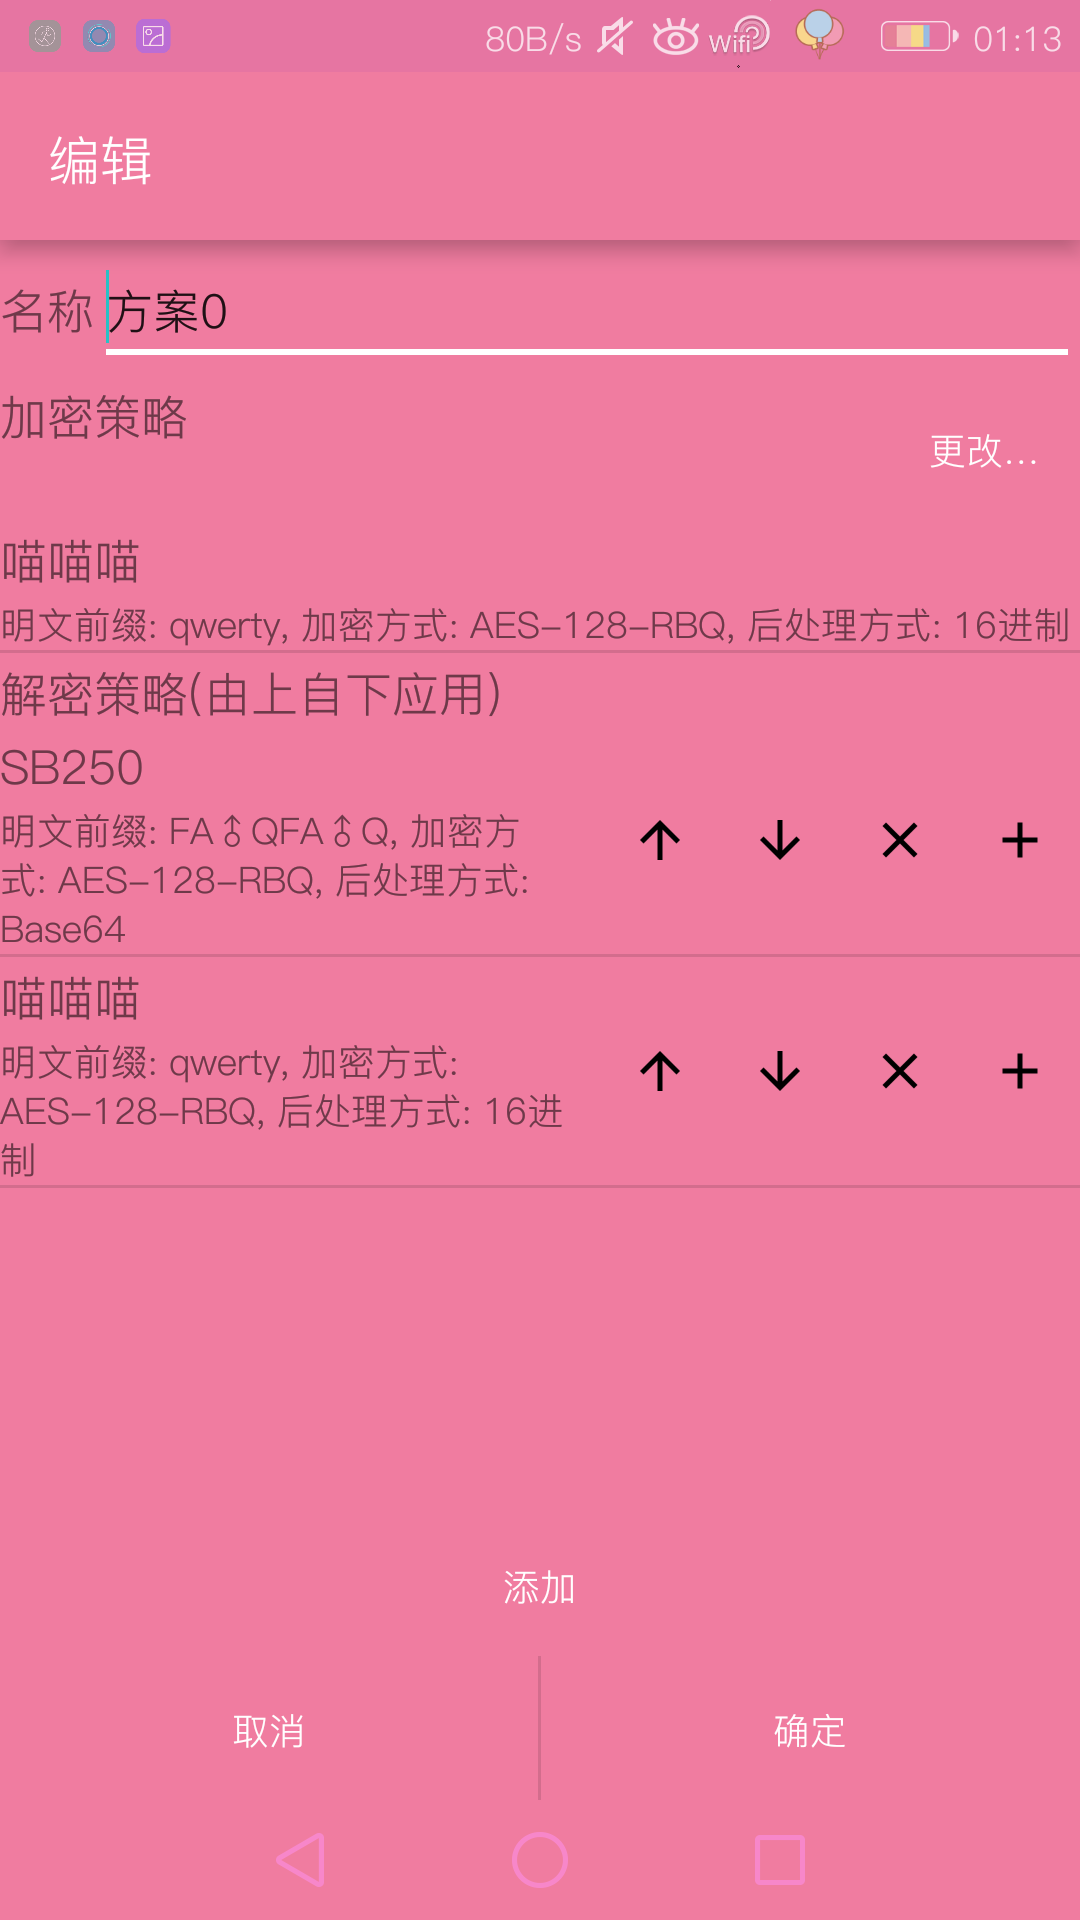 80B/s Wifi 01:13
编辑
名称 方案0
加密策略
更改...
喵喵喵
明文前缀: qwerty, 加密方式: AES-128-RBQ, 后处理方式: 16进制
解密策略(由上自下应用)
SB250
明文前缀: FA⚨QFA⚨Q, 加密方
式: AES-128-RBQ, 后处理方式:
Base64
喵喵喵
明文前缀: qwerty, 加密方式:
AES-128-RBQ, 后处理方式: 16进
制
添加
取消 确定